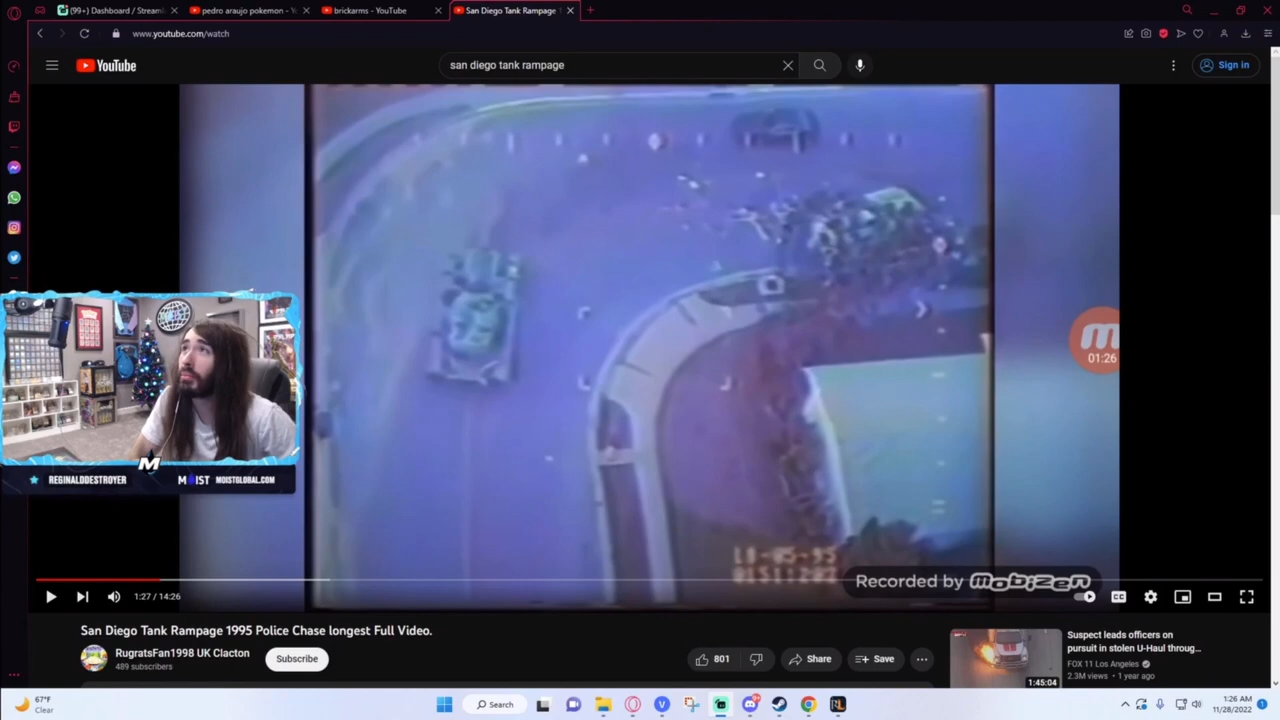 (99+) Dashboard / Streaml
pedro araujo pokemon - Y
brickarms - YouTube
San Diego Tank Rampage
www.youtube.com/watch
YouTube
san diego tank rampage
Sign in
01:26
REGINALDDESTROYER
MOIST
MOISTGLOBAL.COM
Recorded by mobizen
1:27 / 14:26
San Diego Tank Rampage 1995 Police Chase longest Full Video.
RugratsFan1998 UK Clacton
489 subscribers
Subscribe
801
Share
Save
Suspect leads officers on
pursuit in stolen U-Haul throug...
FOX 11 Los Angeles
2.3M views • 1 year ago
1:45:04
67°F
Clear
Search
1:26 AM
11/28/2022